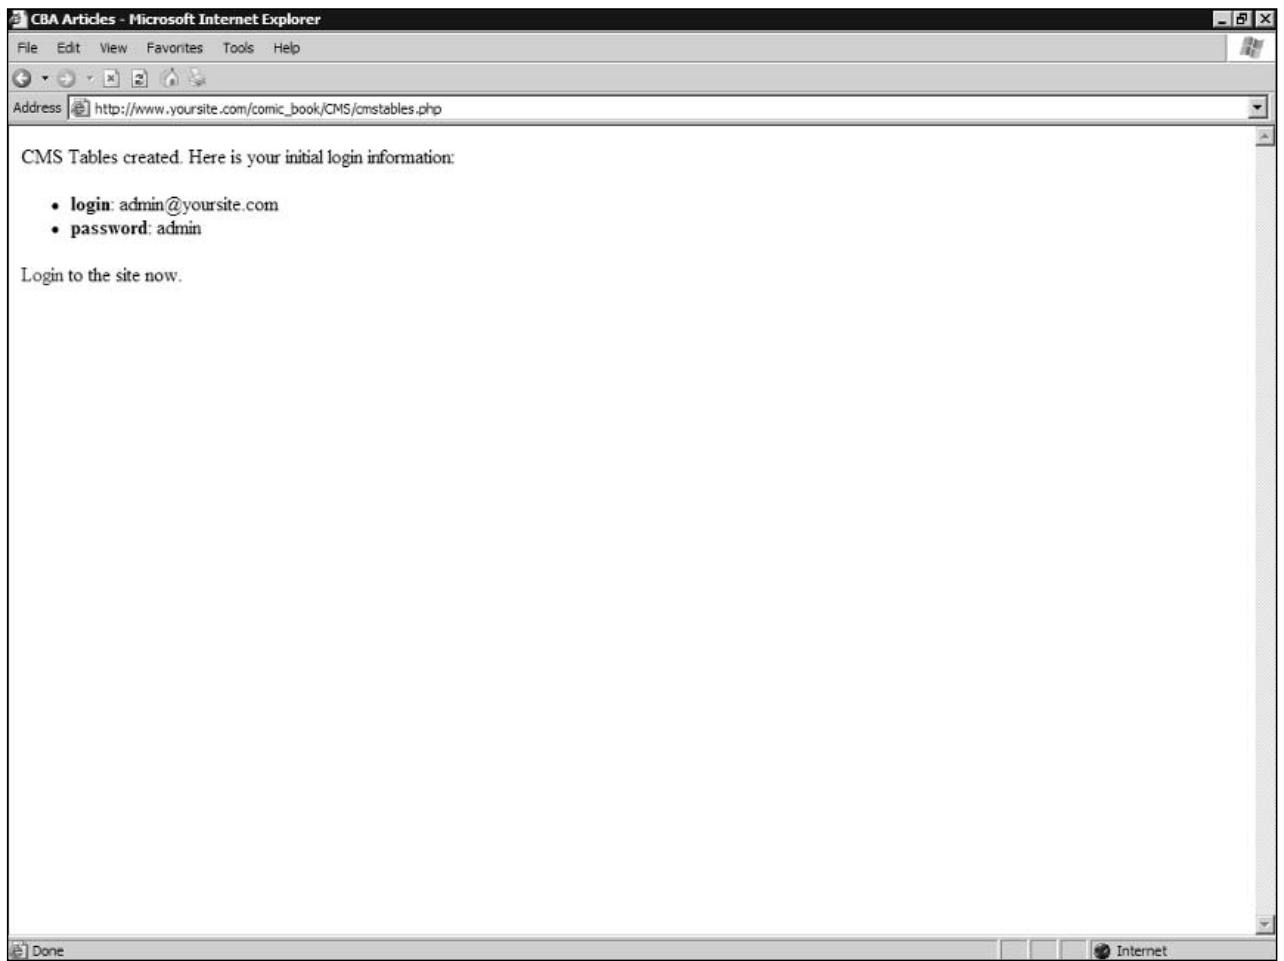 CBA Articles - Microsoft Internet Explorer
File Edit View Favorites Tools Help
Address http://www.yoursite.com/comic_book/CMS/cmstables.php
CMS Tables created. Here is your initial login information:
• login: admin@yoursite.com
• password: admin
Login to the site now.
Done Internet